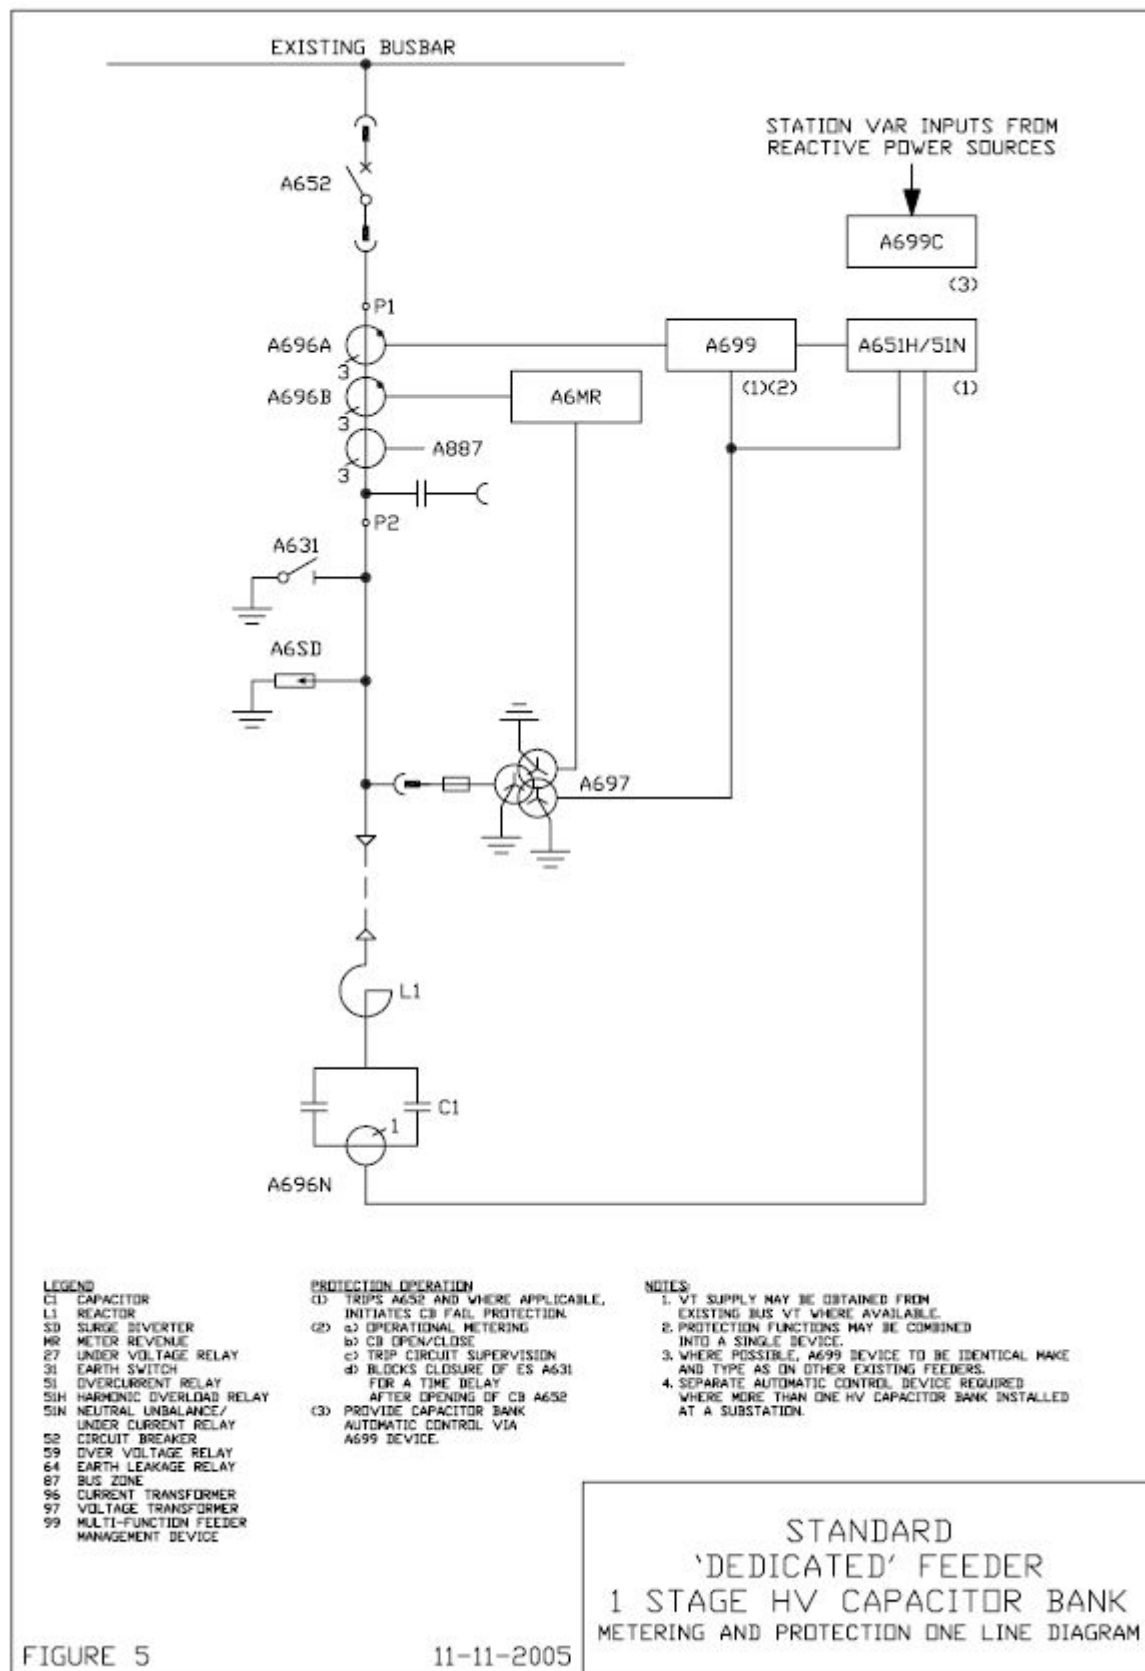 EXISTING BUSBAR
STATION VAR INPUTS FROM
REACTIVE POWER SOURCES
A652
A699C
(3)
P1
A696A
3
A699
(1)(2)
A651H/51N
(1)
A696B
3
A6MR
A887
3
P2
A631
A6SD
A697
L1
C1
1
A696N
LEGEND
C1 CAPACITOR
L1 REACTOR
SD SURGE DIVERTER
MR METER REVENUE
27 UNDER VOLTAGE RELAY
31 EARTH SWITCH
51 OVERCURRENT RELAY
51H HARMONIC OVERLOAD RELAY
51N NEUTRAL UNBALANCE/
UNDER CURRENT RELAY
52 CIRCUIT BREAKER
59 OVER VOLTAGE RELAY
64 EARTH LEAKAGE RELAY
87 BUS ZONE
96 CURRENT TRANSFORMER
97 VOLTAGE TRANSFORMER
99 MULTI-FUNCTION FEEDER
MANAGEMENT DEVICE
PROTECTION OPERATION
(1) TRIPS A652 AND WHERE APPLICABLE,
INITIATES CB FAIL PROTECTION.
(2) a) OPERATIONAL METERING
b) CB OPEN/CLOSE
c) TRIP CIRCUIT SUPERVISION
d) BLOCKS CLOSURE OF ES A631
FOR A TIME DELAY
AFTER OPENING OF CB A652
(3) PROVIDE CAPACITOR BANK
AUTOMATIC CONTROL VIA
A699 DEVICE.
NOTES:
1. VT SUPPLY MAY BE OBTAINED FROM
EXISTING BUS VT WHERE AVAILABLE.
2. PROTECTION FUNCTIONS MAY BE COMBINED
INTO A SINGLE DEVICE.
3. WHERE POSSIBLE, A699 DEVICE TO BE IDENTICAL MAKE
AND TYPE AS ON OTHER EXISTING FEEDERS.
4. SEPARATE AUTOMATIC CONTROL DEVICE REQUIRED
WHERE MORE THAN ONE HV CAPACITOR BANK INSTALLED
AT A SUBSTATION.
STANDARD
'DEDICATED' FEEDER
1 STAGE HV CAPACITOR BANK
METERING AND PROTECTION ONE LINE DIAGRAM
FIGURE 5
11-11-2005